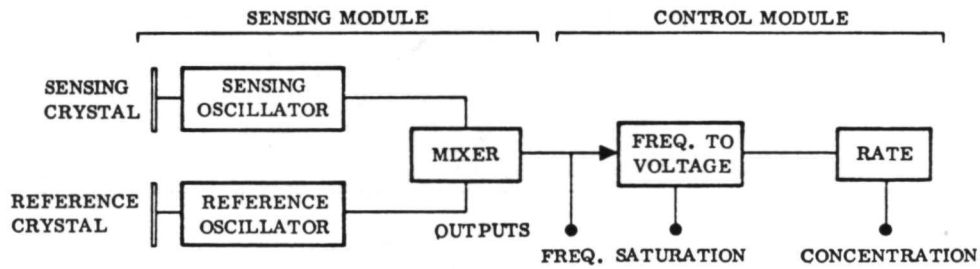 SENSING MODULE
CONTROL MODULE
SENSING
CRYSTAL
SENSING
OSCILLATOR
MIXER
FREQ. TO
VOLTAGE
RATE
REFERENCE
CRYSTAL
REFERENCE
OSCILLATOR
OUTPUTS
FREQ. SATURATION
CONCENTRATION